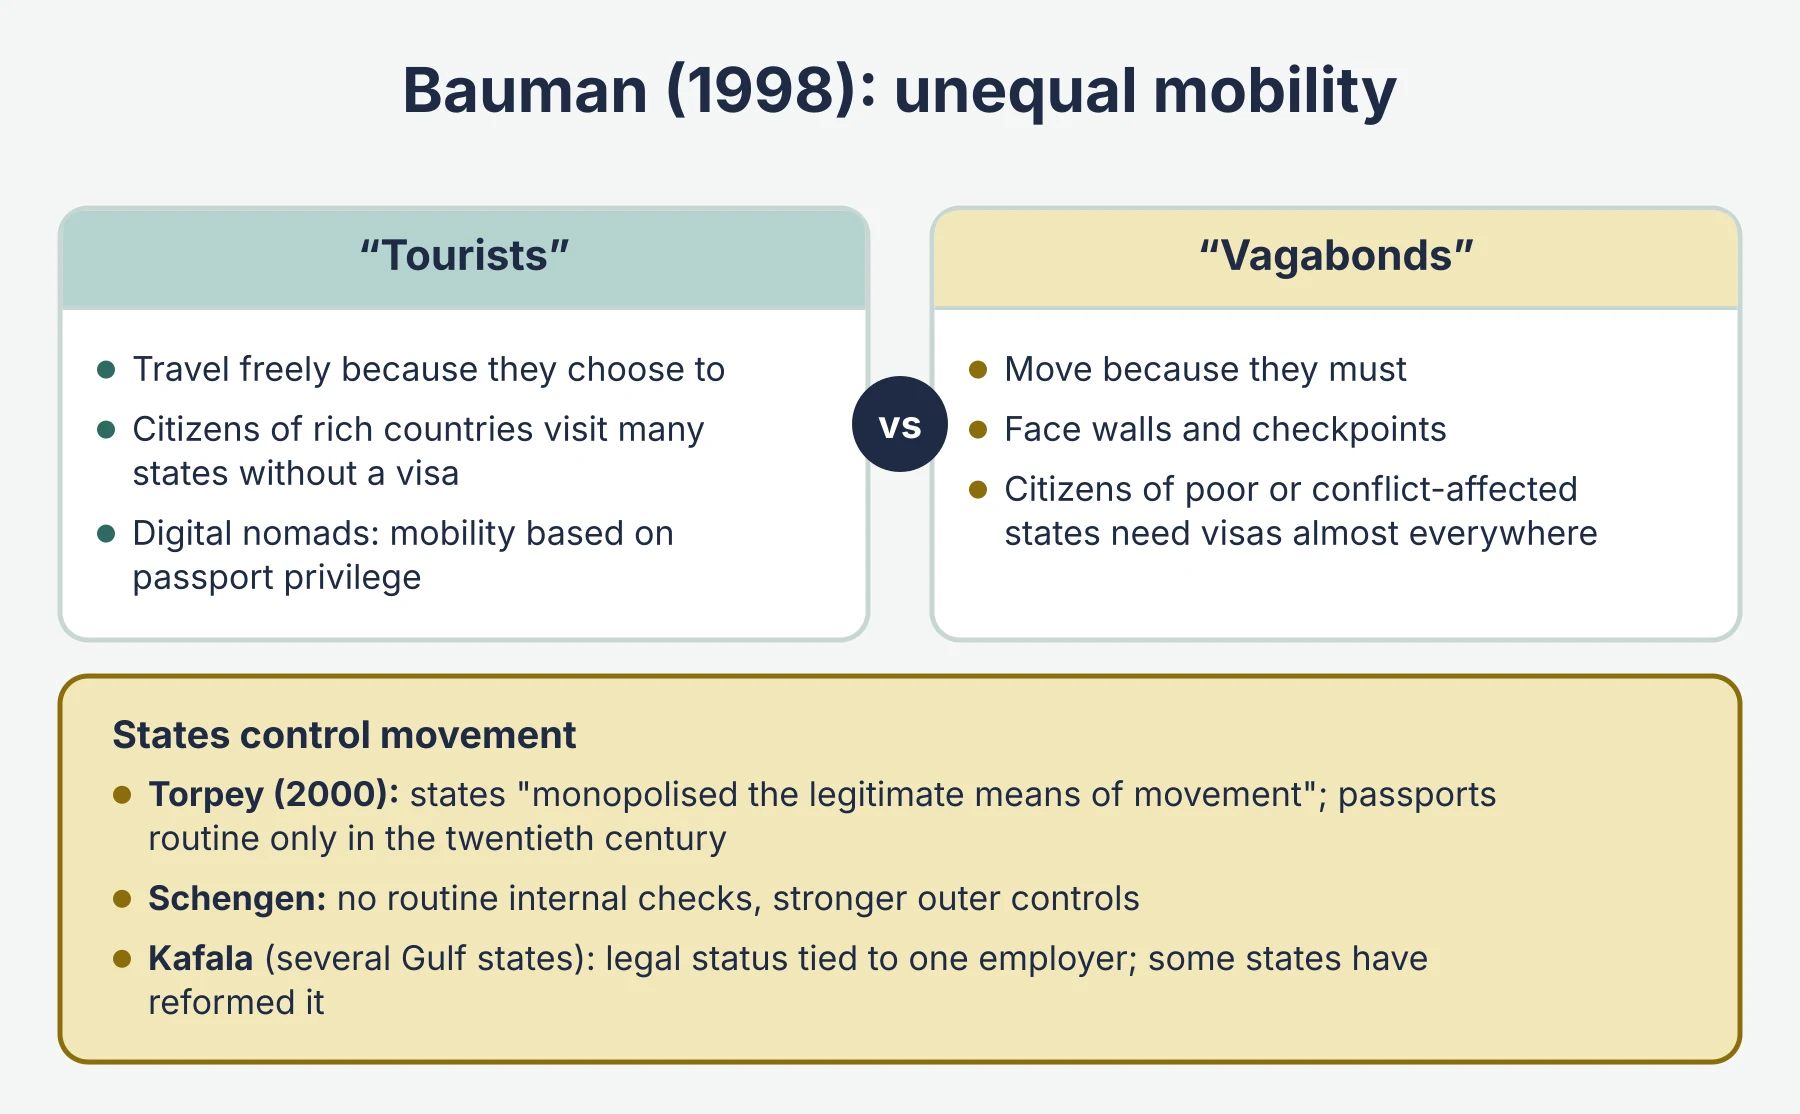 Bauman (1998): unequal mobility
“Tourists”
Travel freely because they choose to
Citizens of rich countries visit many
states without a visa
Digital nomads: mobility based on
passport privilege
vs
“Vagabonds”
Move because they must
Face walls and checkpoints
Citizens of poor or conflict-affected
states need visas almost everywhere
States control movement
Torpey (2000): states "monopolised the legitimate means of movement"; passports
routine only in the twentieth century
Schengen: no routine internal checks, stronger outer controls
Kafala (several Gulf states): legal status tied to one employer; some states have
reformed it